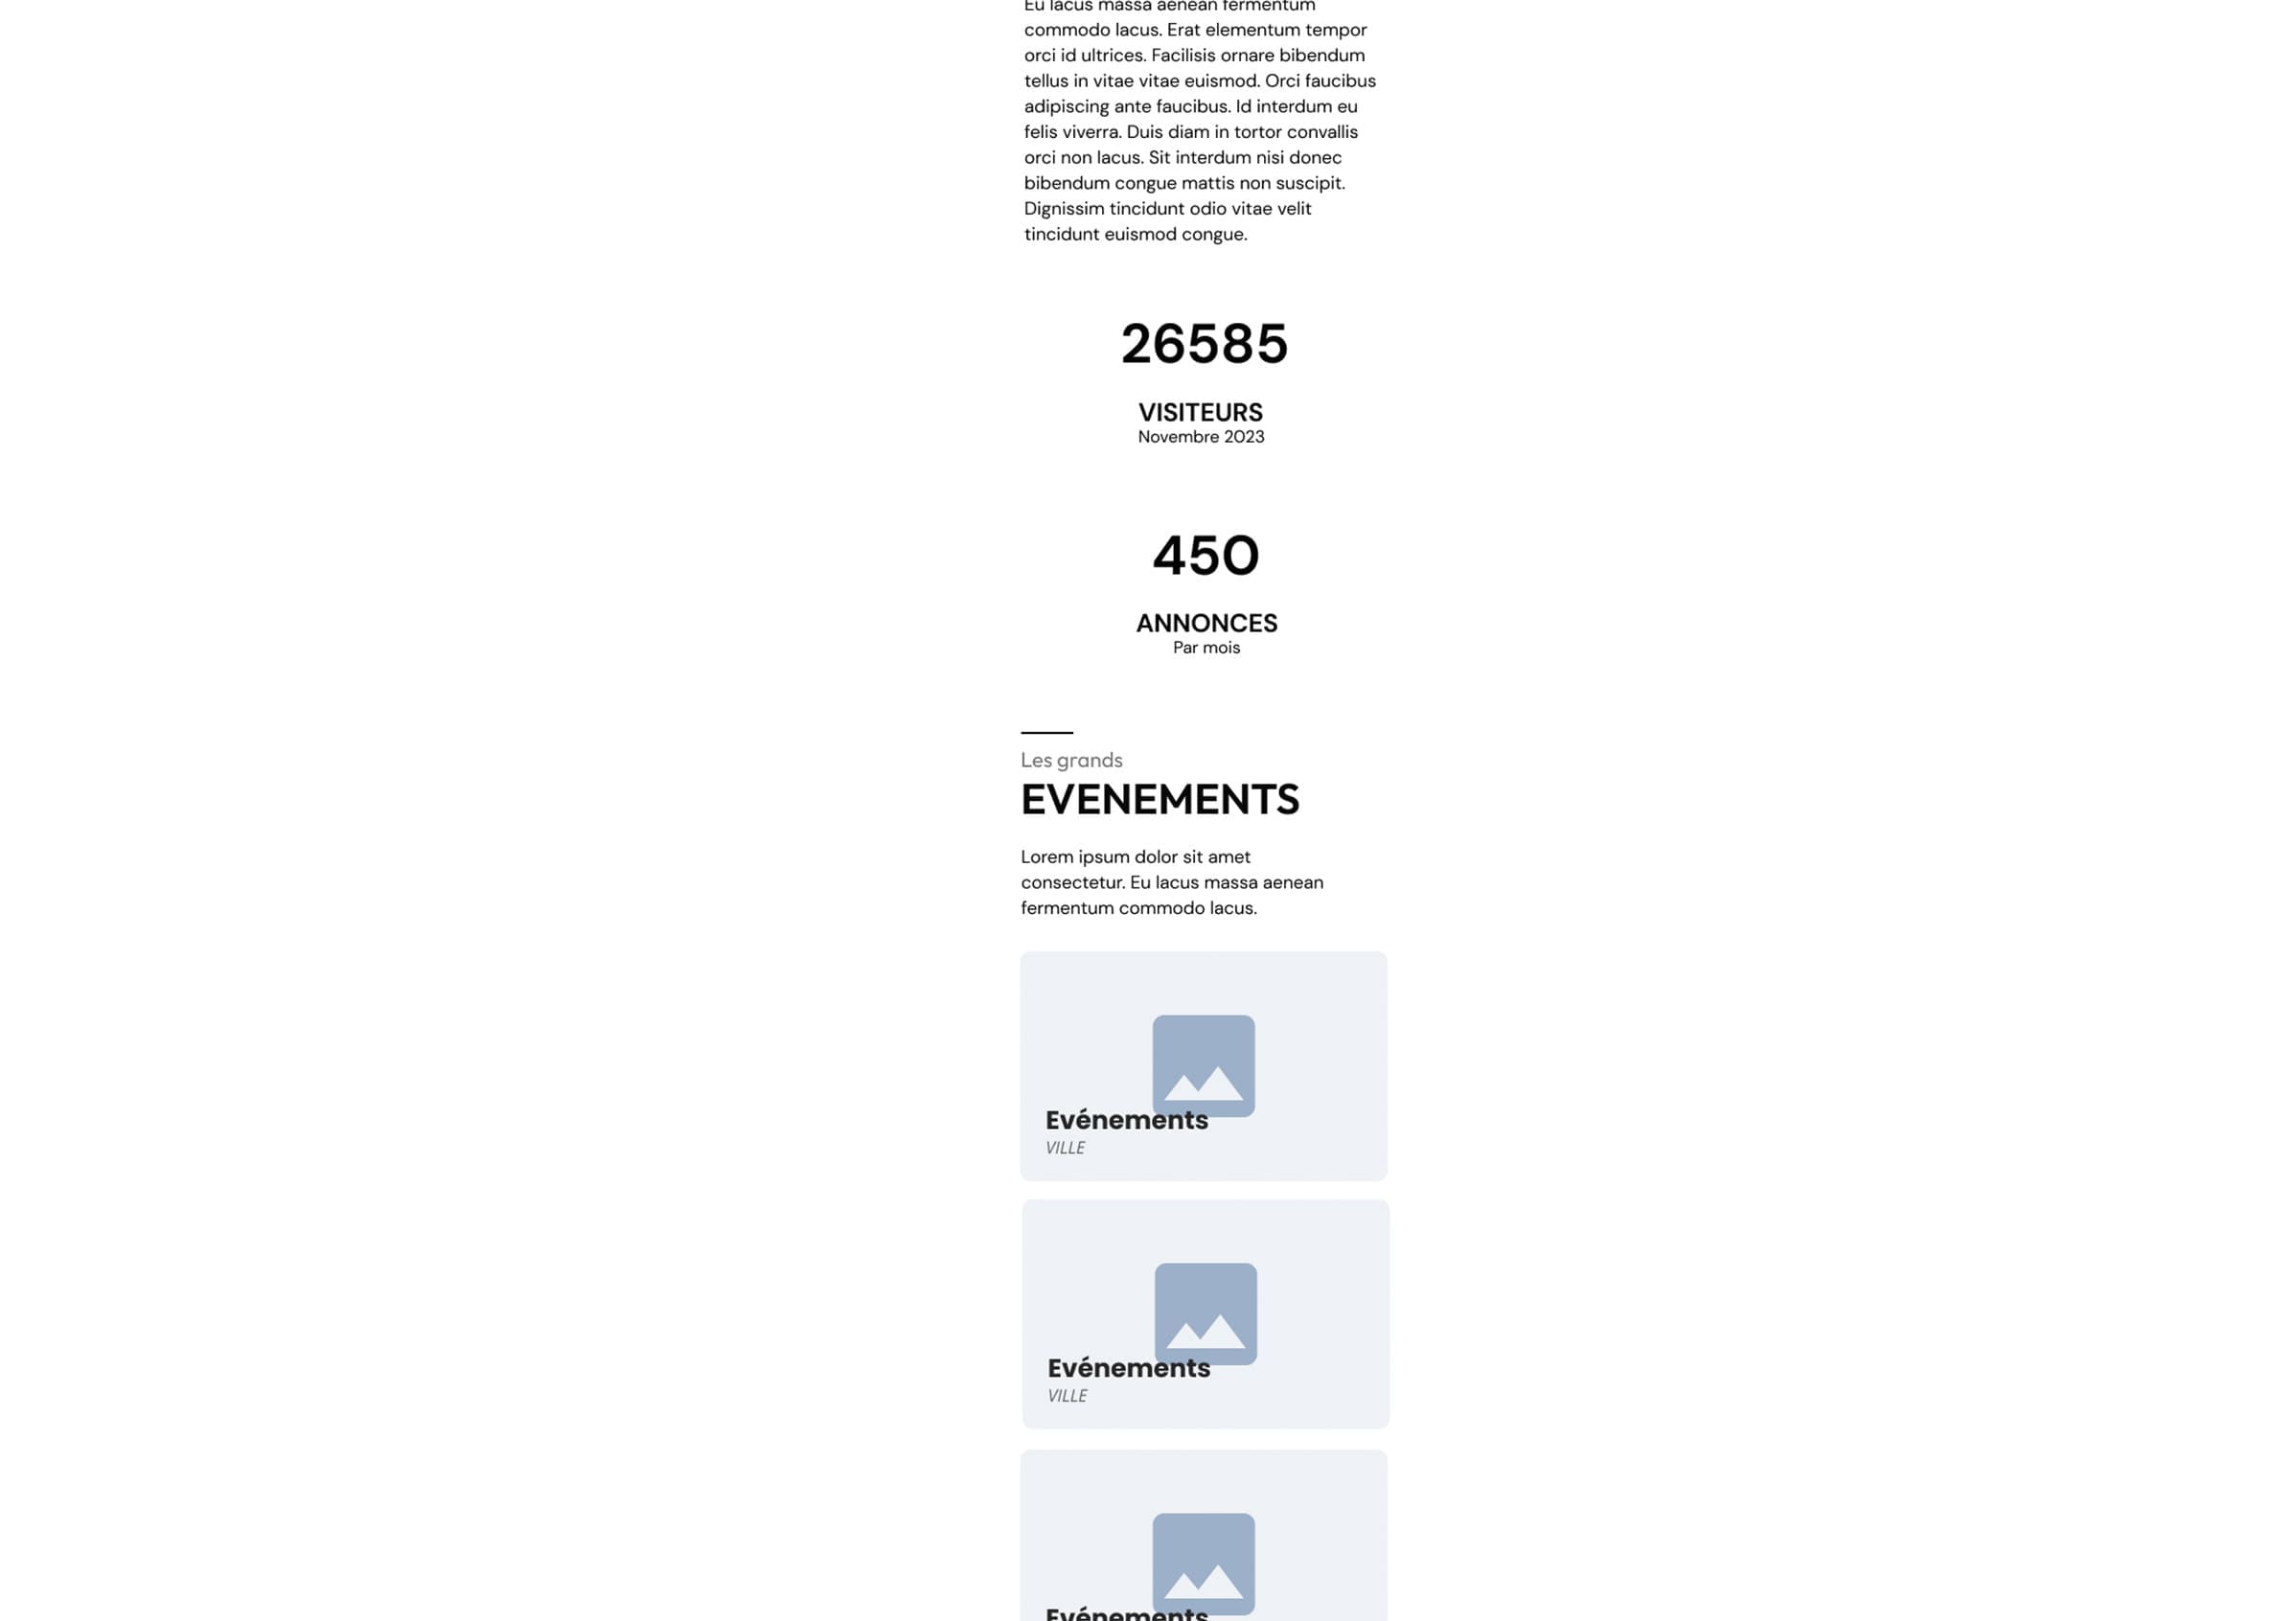 Eu lacus massa aenean fermentum
commodo lacus. Erat elementum tempor
orci id ultrices. Facilisis ornare bibendum
tellus in vitae vitae euismod. Orci faucibus
adipiscing ante faucibus. Id interdum eu
felis viverra. Duis diam in tortor convallis
orci non lacus. Sit interdum nisi donec
bibendum congue mattis non suscipit.
Dignissim tincidunt odio vitae velit
tincidunt euismod congue.
26585
VISITEURS
Novembre 2023
450
ANNONCES
Par mois
Les grands
EVENEMENTS
Lorem ipsum dolor sit amet
consectetur. Eu lacus massa aenean
fermentum commodo lacus.
Evénements
VILLE
Evénements
VILLE
Evénements